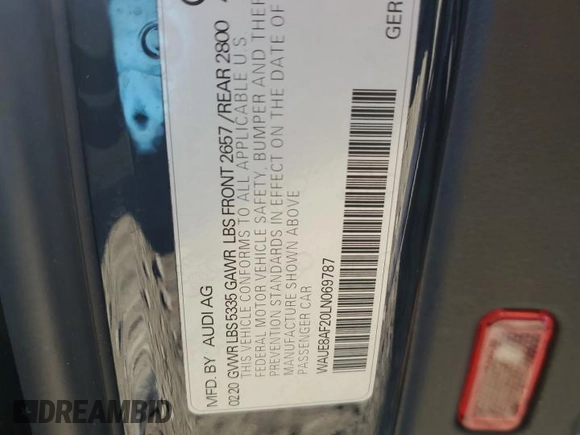 MFD. BY AUDI AG
02.20 GVWR LBS 5335 GAWR LBS FRONT 2657/REAR 2800
THIS VEHICLE CONFORMS TO ALL APPLICABLE U S
FEDERAL MOTOR VEHICLE SAFETY, BUMPER AND THEF
PREVENTION STANDARDS IN EFFECT ON THE DATE OF
MANUFACTURE SHOWN ABOVE
PASSENGER CAR
WAUE8AF20LN069787
GER
DREAMBID